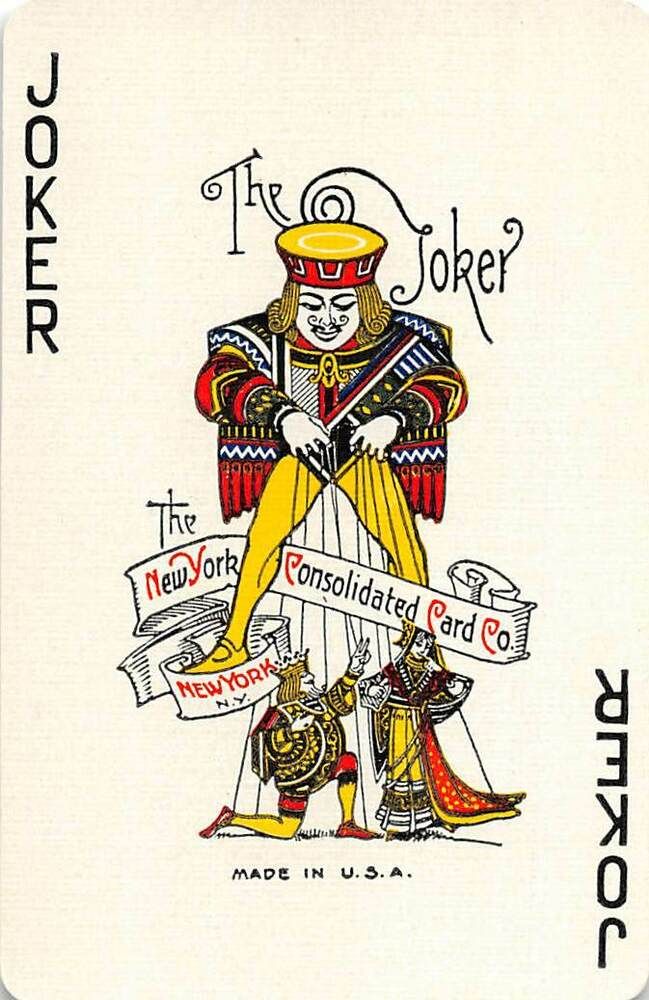 JOKER
The Joker
The
New York Consolidated Card Co.
NEW YORK
N.Y.
MADE IN U.S.A.
JOKER